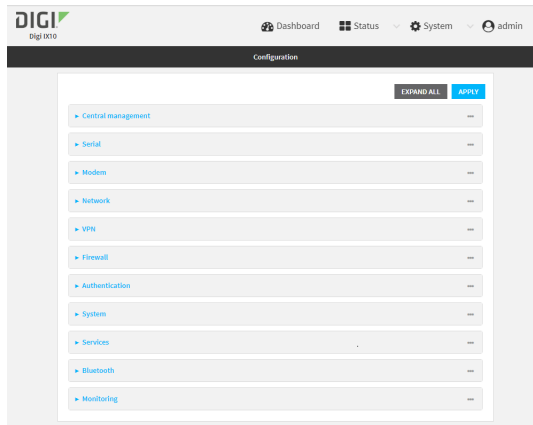 DIGI
Digi IX10
Dashboard Status System admin
Configuration
EXPAND ALL APPLY
Central management
Serial
Modem
Network
VPN
Firewall
Authentication
System
Services
Bluetooth
Monitoring